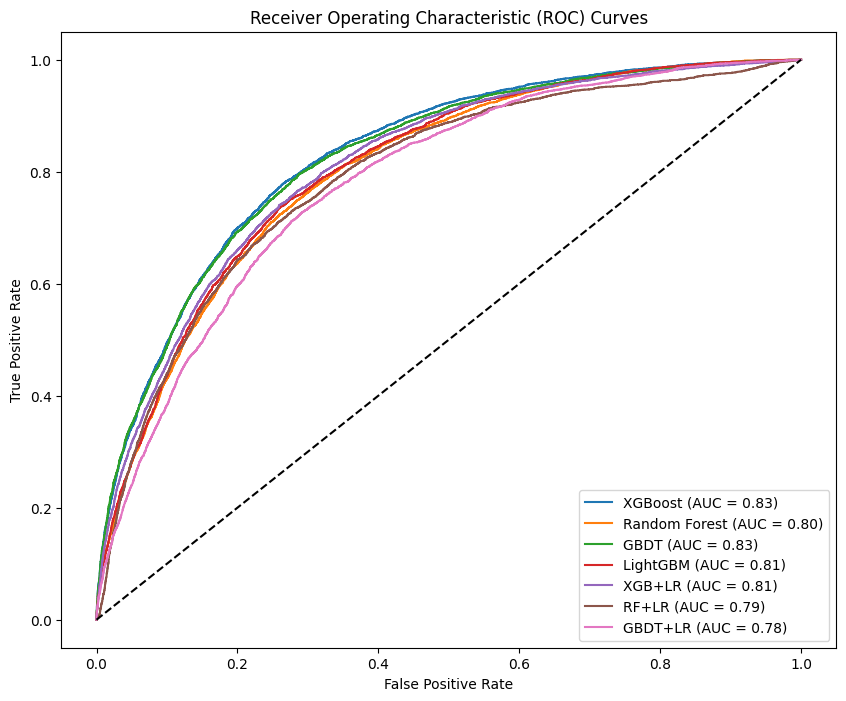 Receiver Operating Characteristic (ROC) Curves
True Positive Rate
1.0
0.8
0.6
0.4
0.2
0.0
XGBoost (AUC = 0.83)
Random Forest (AUC = 0.80)
GBDT (AUC = 0.83)
LightGBM (AUC = 0.81)
XGB+LR (AUC = 0.81)
RF+LR (AUC = 0.79)
GBDT+LR (AUC = 0.78)
0.0 0.2 0.4 0.6 0.8 1.0
False Positive Rate